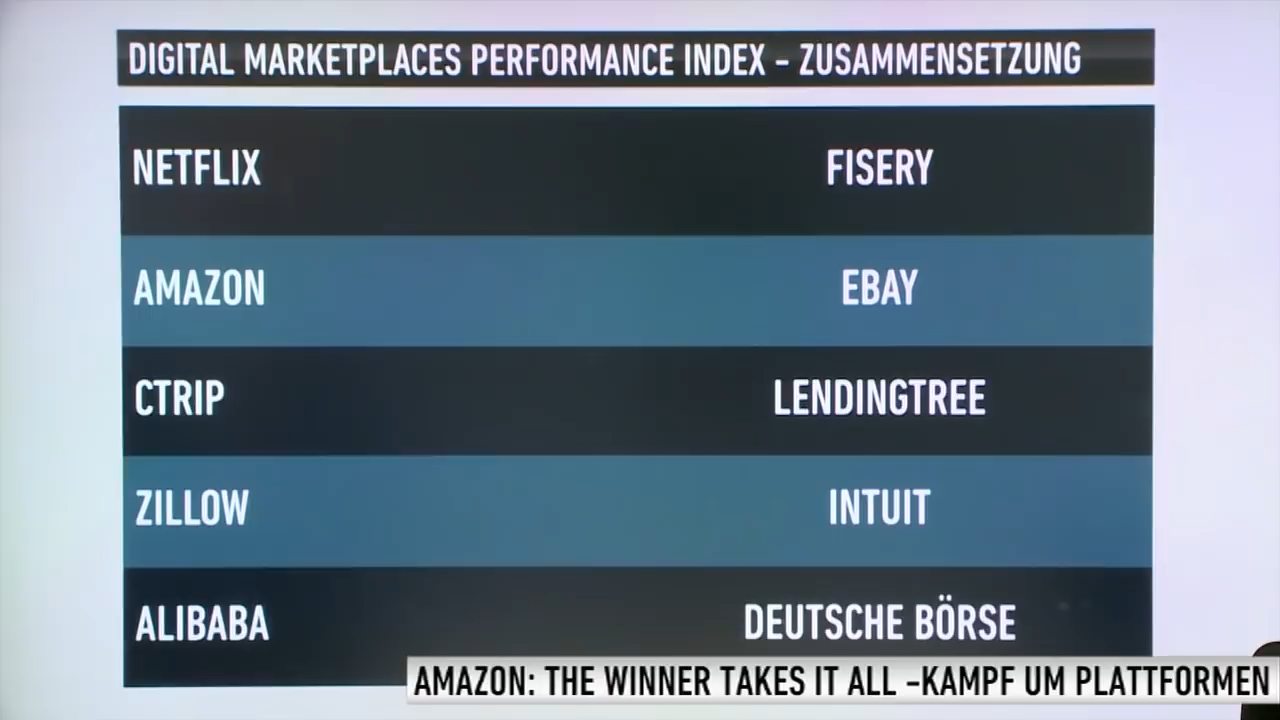 DIGITAL MARKETPLACES PERFORMANCE INDEX – ZUSAMMENSETZUNG
NETFLIX FISERY
AMAZON EBAY
CTRIP LENDINGTREE
ZILLOW INTUIT
ALIBABA DEUTSCHE BÖRSE
AMAZON: THE WINNER TAKES IT ALL –KAMPF UM PLATTFORMEN